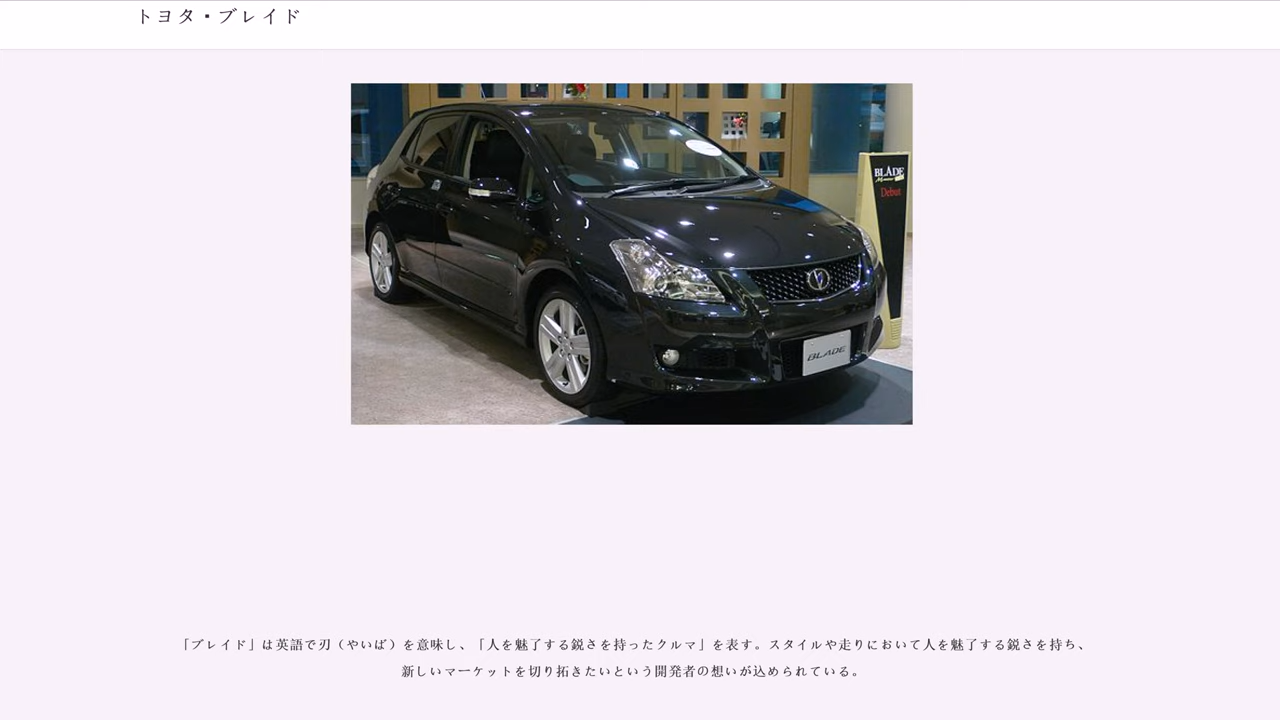 トヨタ・ブレイド
BLADE
Debut
BLADE
「ブレイド」は英語で刃（やいば）を意味し、「人を魅了する鋭さを持ったクルマ」を表す。スタイルや走りにおいて人を魅了する鋭さを持ち、
新しいマーケットを切り拓きたいという開発者の想いが込められている。